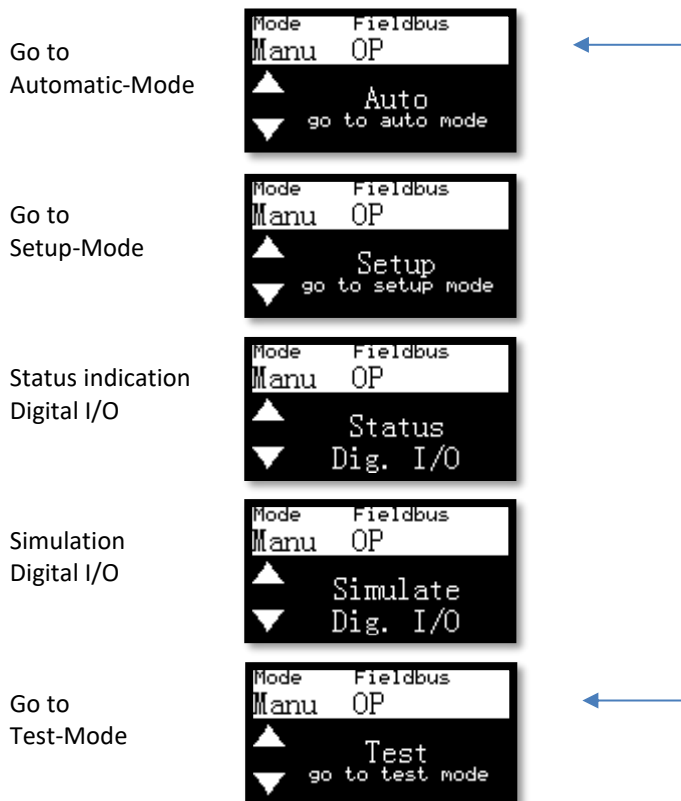 Go to
Automatic-Mode
Mode Fieldbus
Manu OP
Auto
go to auto mode
Go to
Setup-Mode
Mode Fieldbus
Manu OP
Setup
go to setup mode
Status indication
Digital I/O
Mode Fieldbus
Manu OP
Status
Dig. I/O
Simulation
Digital I/O
Mode Fieldbus
Manu OP
Simulate
Dig. I/O
Go to
Test-Mode
Mode Fieldbus
Manu OP
Test
go to test mode